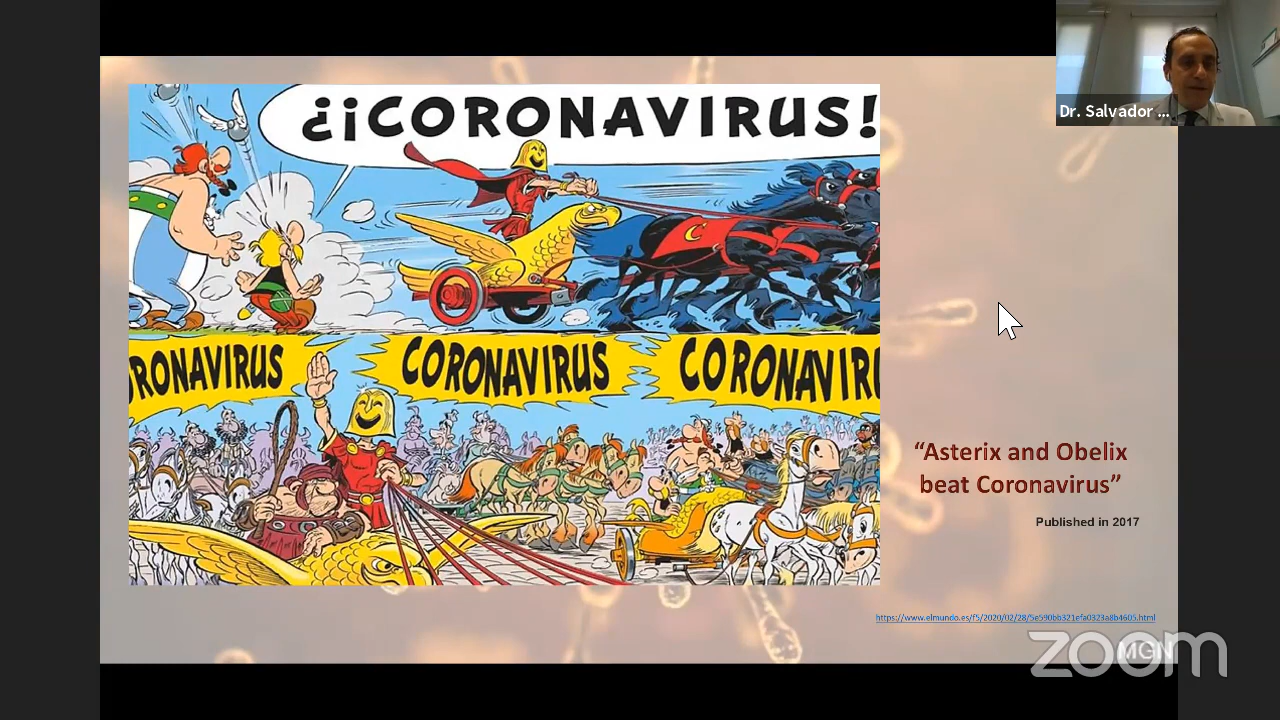 ¿¡¡CORONAVIRUS!
Dr. Salvador ...
RONAVIRUS
CORONAVIRUS
CORONAVIRU
“Asterix and Obelix
beat Coronavirus”
Published in 2017
https://www.elmundo.es/f5/2020/02/28/5e590bb321efa0323a8b4605.html
MGN
zoom